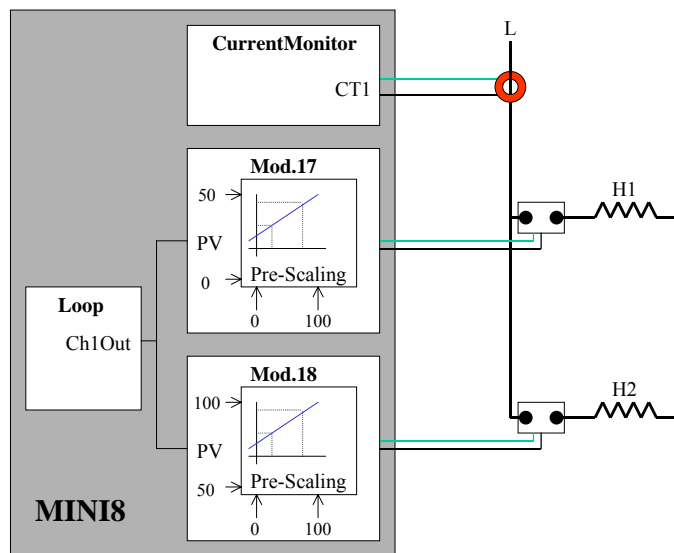 CurrentMonitor
CT1
L
Mod.17
50
PV
0
Pre-Scaling
0
100
H1
Loop
Ch1Out
Mod.18
100
PV
50
Pre-Scaling
0
100
H2
MINI8